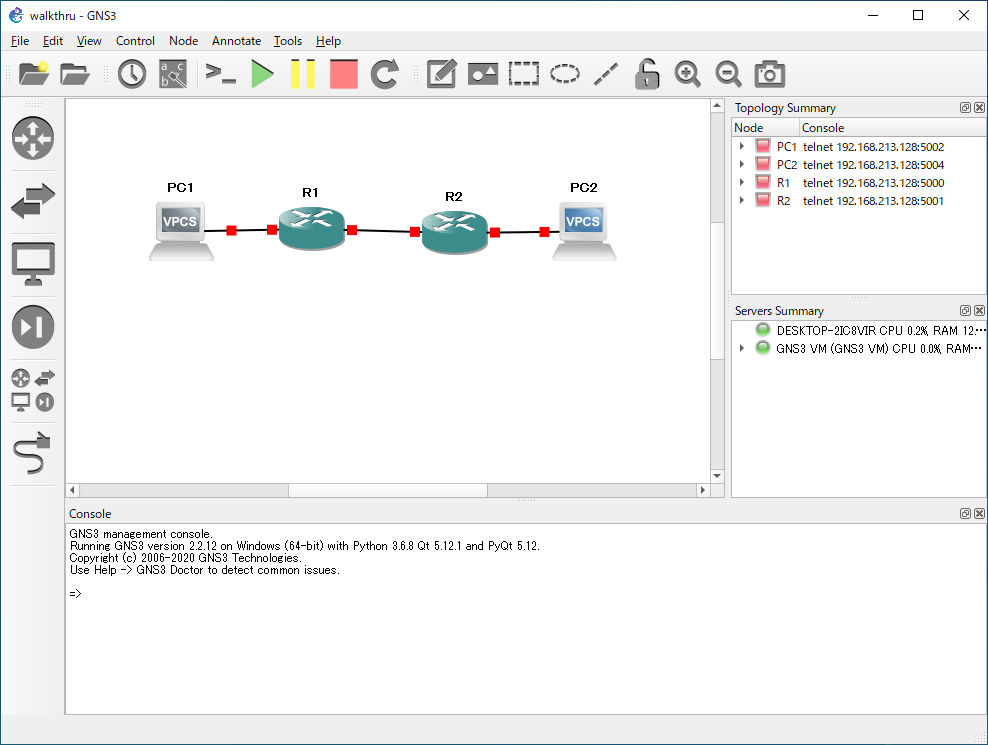 walkthru - GNS3
File Edit View Control Node Annotate Tools Help
a b c
Topology Summary
Node Console
PC1 telnet 192.168.213.128:5002
PC2 telnet 192.168.213.128:5004
R1 telnet 192.168.213.128:5000
R2 telnet 192.168.213.128:5001
PC1
R1
R2
PC2
VPCS
VPCS
Servers Summary
DESKTOP-2IC8VIR CPU 0.2%, RAM 12.…
GNS3 VM (GNS3 VM) CPU 0.0%, RAM…
Console
GNS3 management console.
Running GNS3 version 2.2.12 on Windows (64-bit) with Python 3.6.8 Qt 5.12.1 and PyQt 5.12.
Copyright (c) 2006-2020 GNS3 Technologies.
Use Help -> GNS3 Doctor to detect common issues.
=>